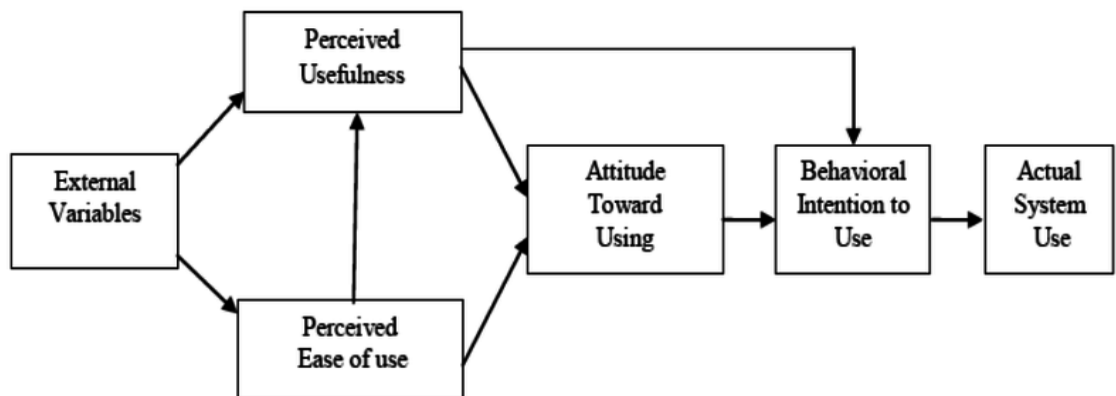 Perceived
Usefulness
External
Variables
Perceived
Ease of use
Attitude
Toward
Using
Behavioral
Intention to
Use
Actual
System
Use